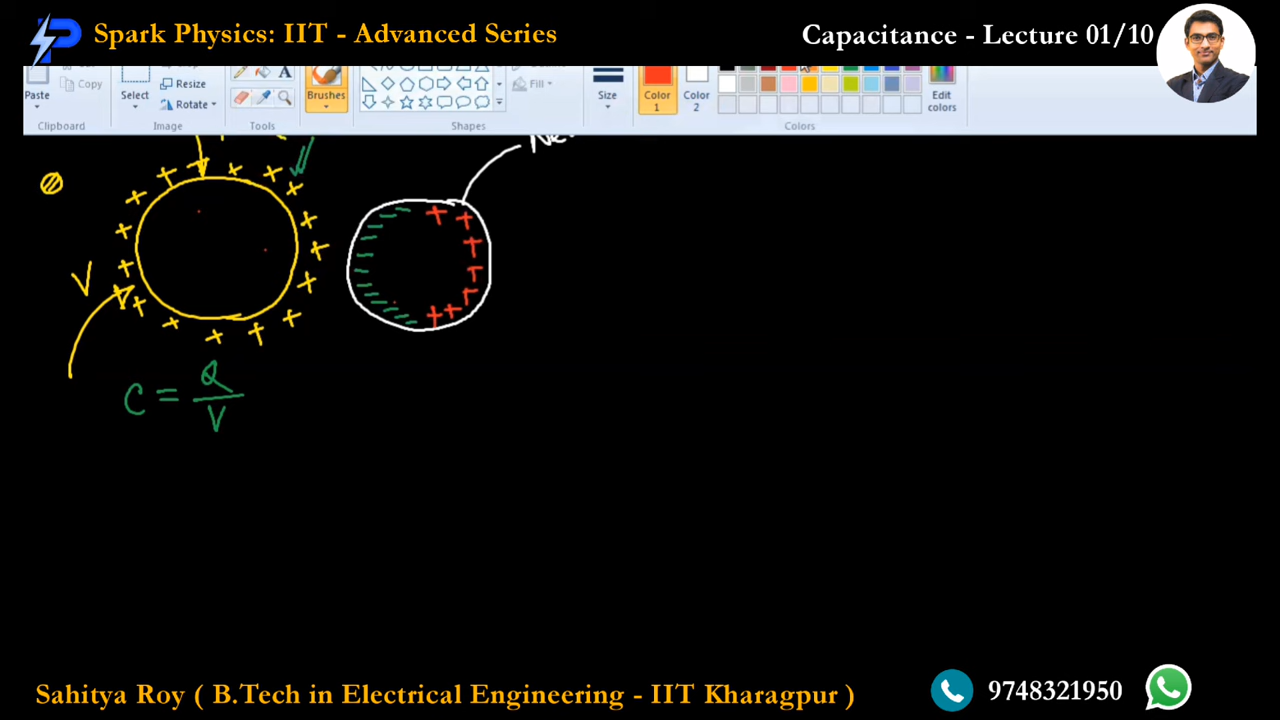 Spark Physics: IIT - Advanced Series
Capacitance - Lecture 01/10
Paste
Copy
Select
Resize
Rotate
A
Brushes
Fill
Size
Color 1
Color 2
Edit colors
Clipboard
Image
Tools
Shapes
Colors
V
C = Q/V
Sahitya Roy ( B.Tech in Electrical Engineering - IIT Kharagpur )
9748321950